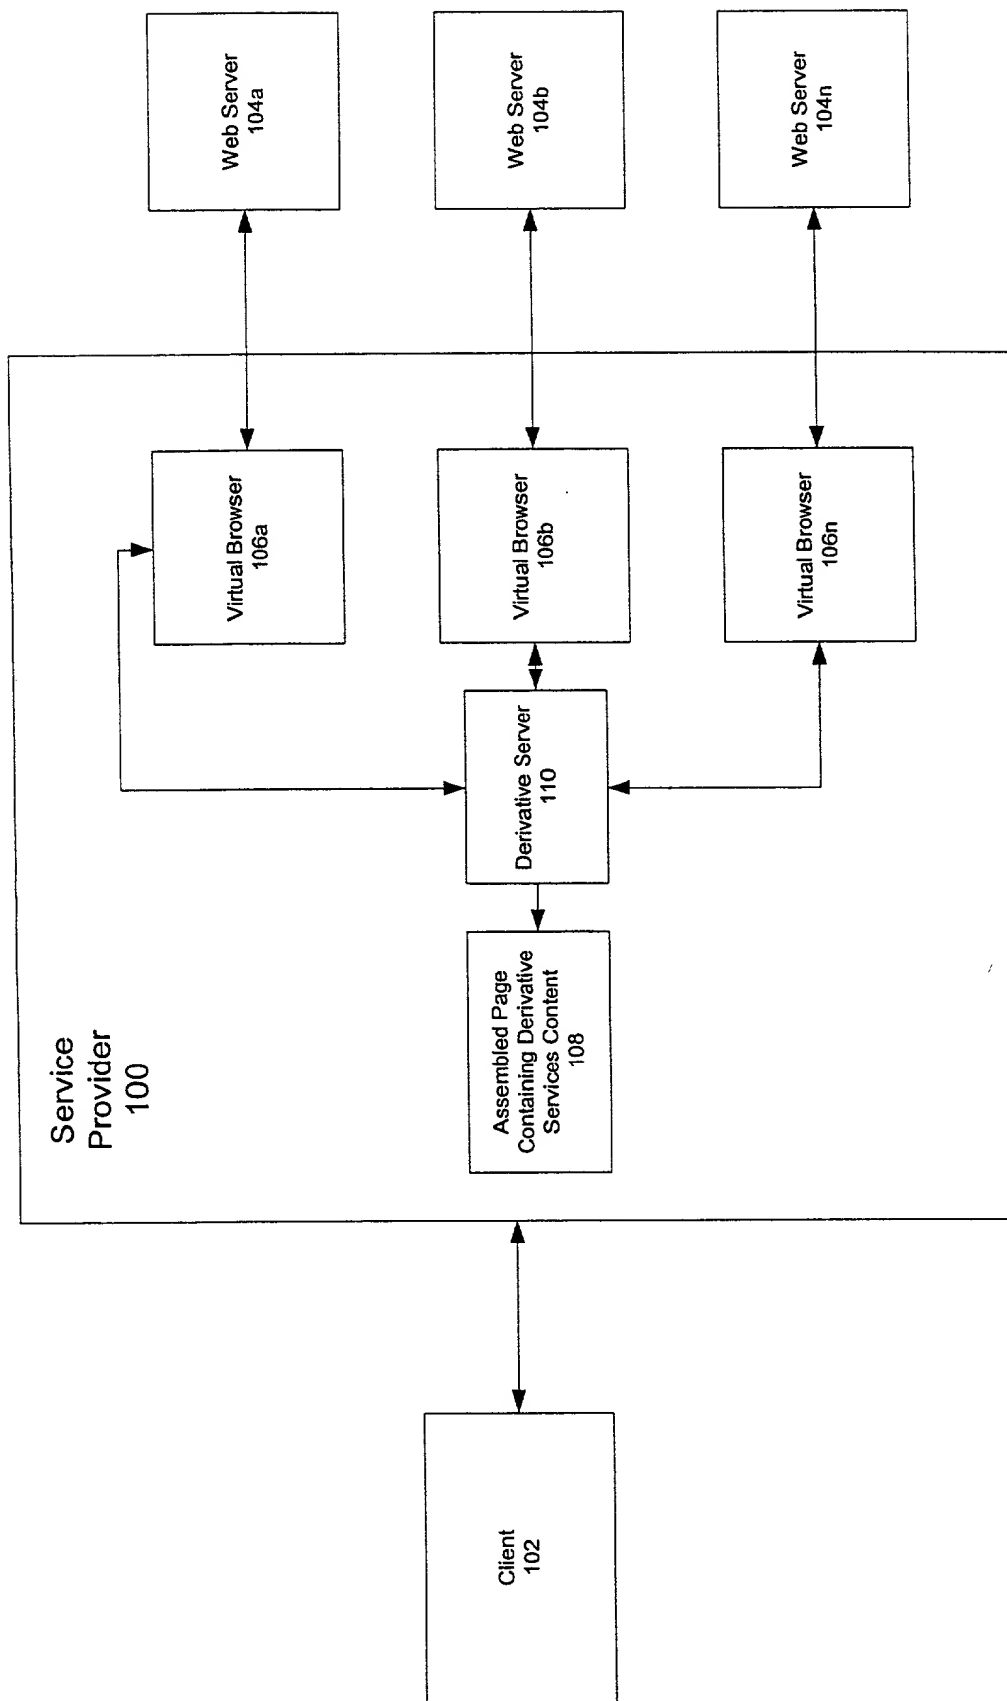 Service
Provider
100
Client
102
Assembled Page
Containing Derivative
Services Content
108
Derivative Server
110
Virtual Browser
106a
Virtual Browser
106b
Virtual Browser
106n
Web Server
104a
Web Server
104b
Web Server
104n